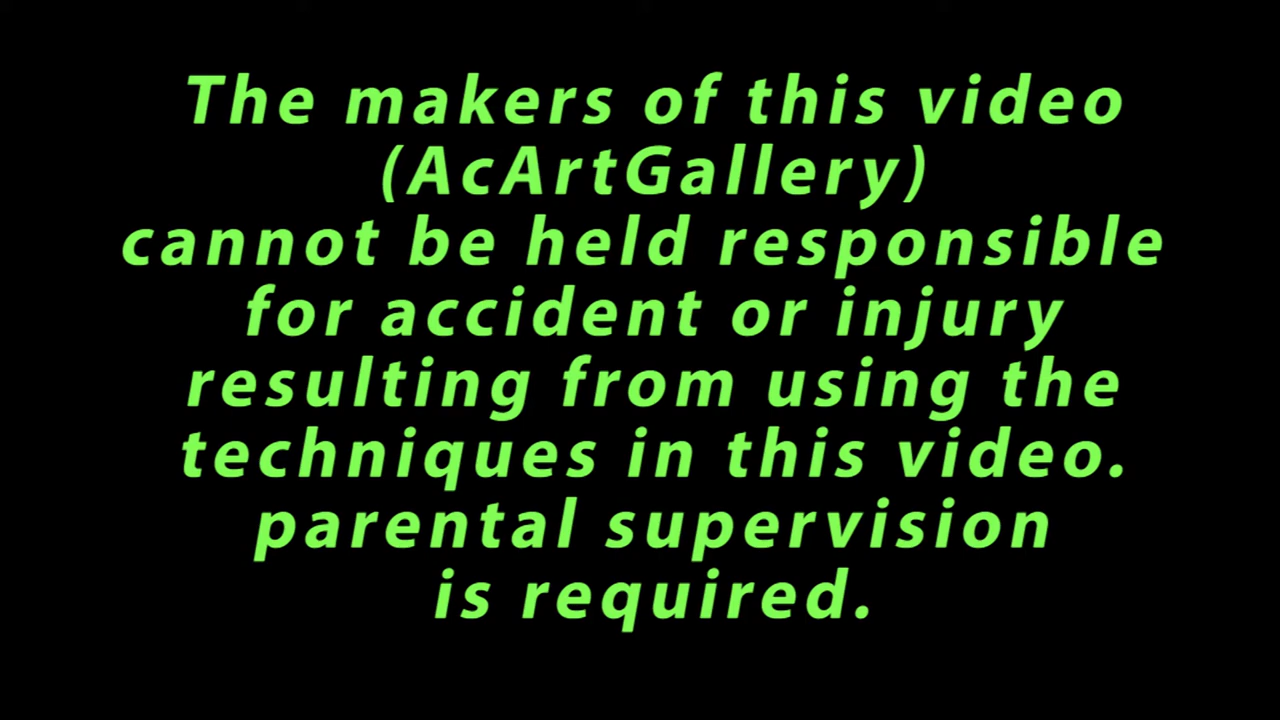 The makers of this video
(AcArtGallery)
cannot be held responsible
for accident or injury
resulting from using the
techniques in this video.
parental supervision
is required.